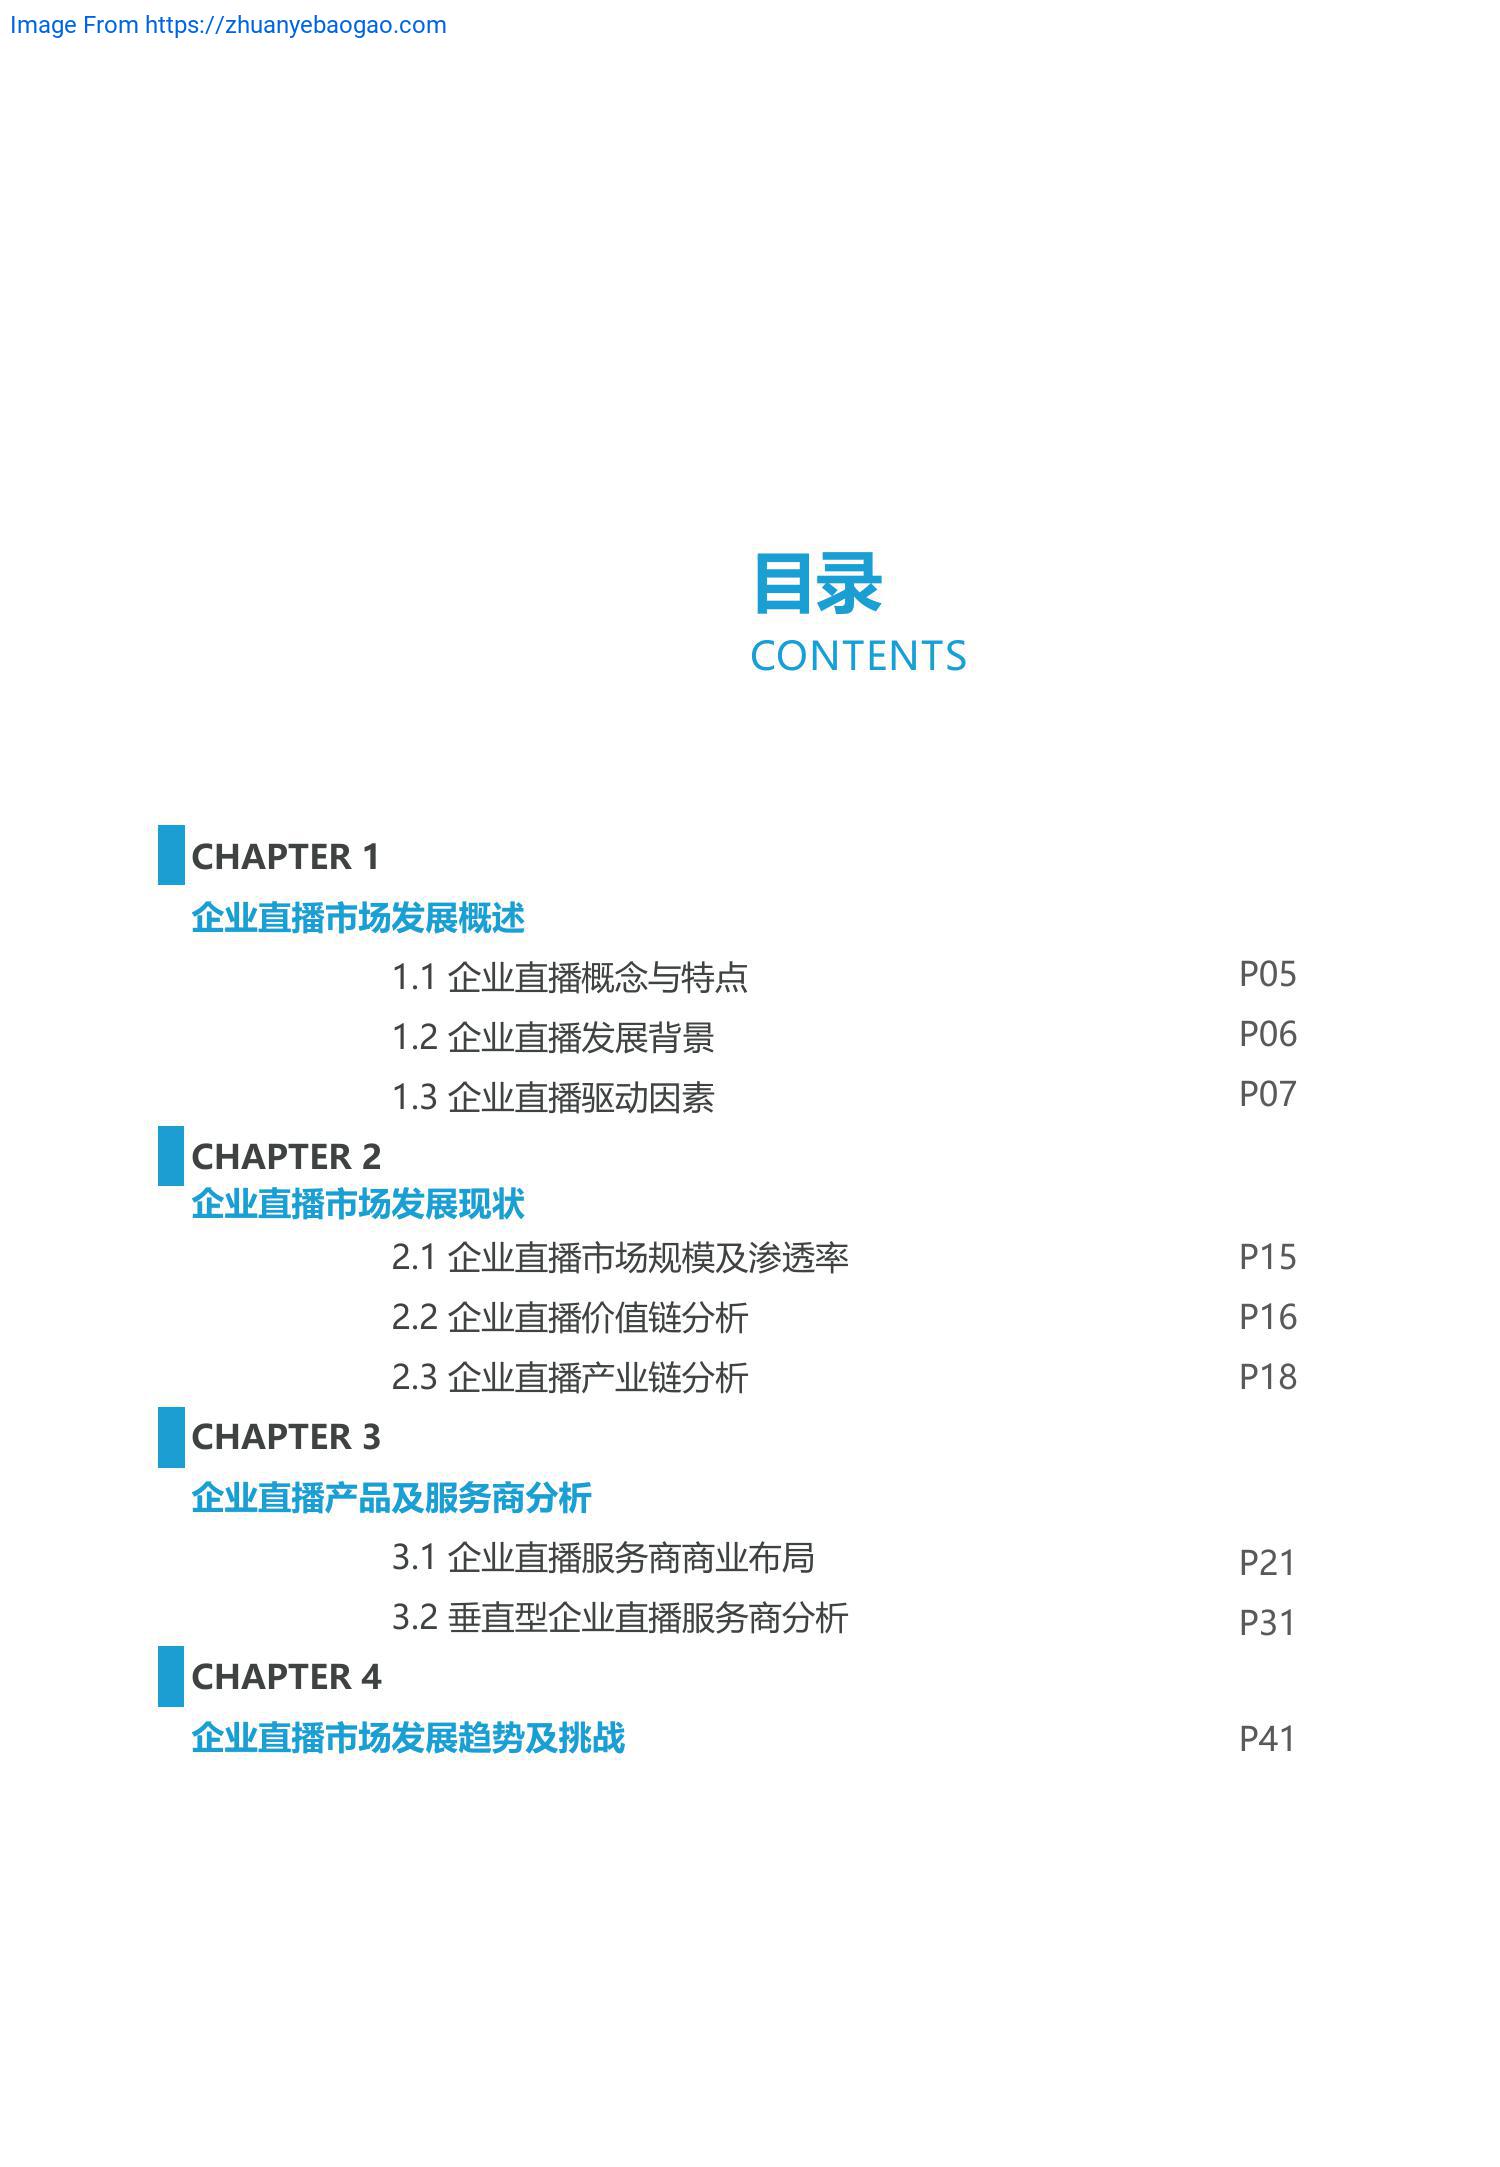 Image From https://zhuanyebaogao.com
目录
CONTENTS
CHAPTER 1
企业直播市场发展概述
1.1 企业直播概念与特点 P05
1.2 企业直播发展背景 P06
1.3 企业直播驱动因素 P07
CHAPTER 2
企业直播市场发展现状
2.1 企业直播市场规模及渗透率 P15
2.2 企业直播价值链分析 P16
2.3 企业直播产业链分析 P18
CHAPTER 3
企业直播产品及服务商分析
3.1 企业直播服务商商业布局 P21
3.2 垂直型企业直播服务商分析 P31
CHAPTER 4
企业直播市场发展趋势及挑战 P41